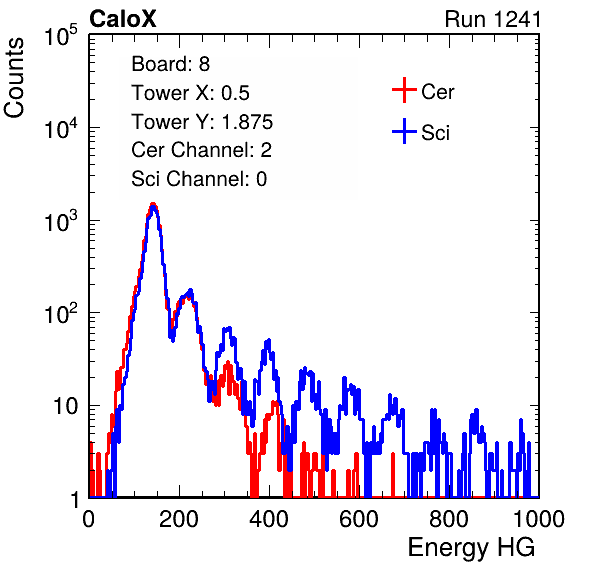 CaloX Run 1241
Counts
Board: 8
Tower X: 0.5
Tower Y: 1.875
Cer Channel: 2
Sci Channel: 0
Cer
Sci
10^5
10^4
10^3
10^2
10
1
0 200 400 600 800 1000
Energy HG